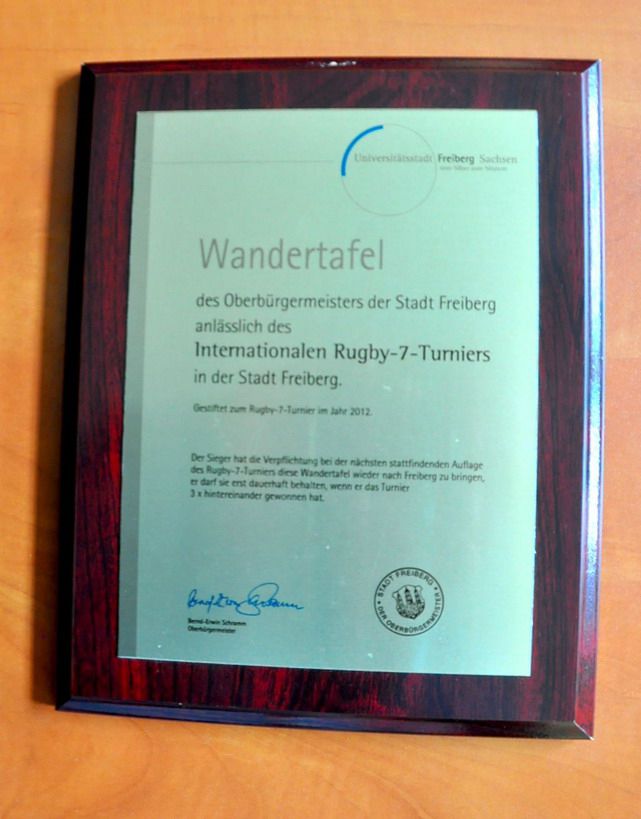 Universitätsstadt Freiberg Sachsen
Wandertafel
des Oberbürgermeisters der Stadt Freiberg
anlässlich des
Internationalen Rugby-7-Turniers
in der Stadt Freiberg.
Gestiftet zum Rugby-7-Turnier im Jahr 2012.
Der Sieger hat die Verpflichtung bei der nächsten stattfindenden Auflage
des Rugby-7-Turniers diese Wandertafel wieder nach Freiberg zu bringen,
er darf sie erst dauerhaft behalten, wenn er das Turnier
3 x hintereinander gewonnen hat.
Bernd-Erwin Schramm
Oberbürgermeister
STADT FREIBERG
DER OBERBÜRGERMEISTER